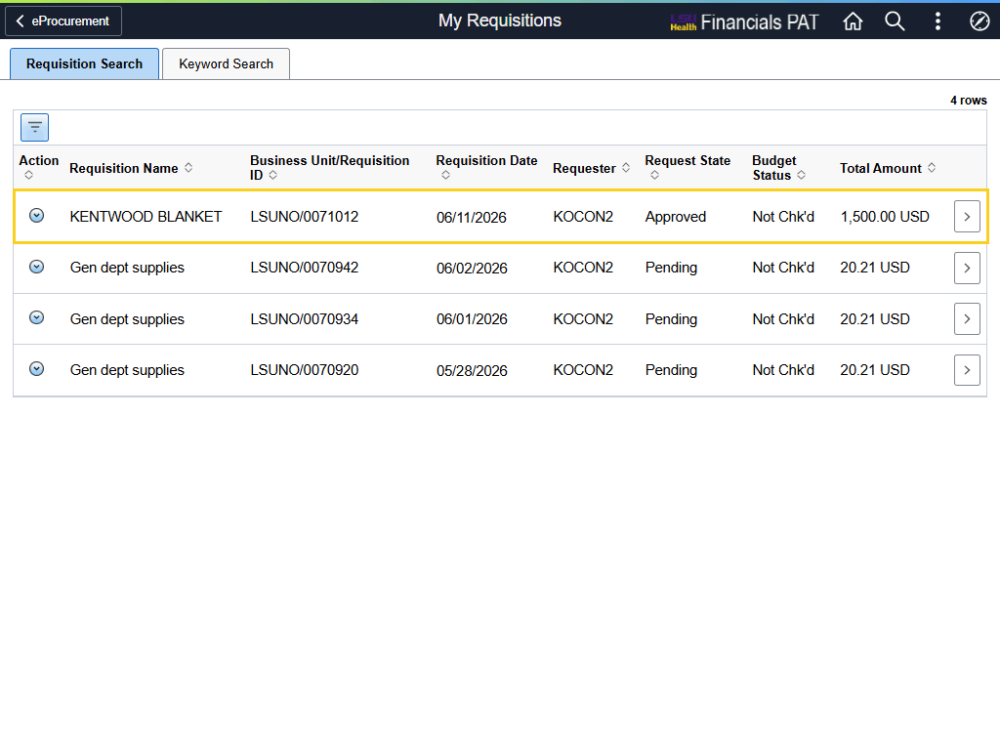 eProcurement
My Requisitions
LSU Health Financials PAT
Requisition Search
Keyword Search
4 rows
Action Requisition Name Business Unit/Requisition ID Requisition Date Requester Request State Budget Status Total Amount
KENTWOOD BLANKET LSUNO/0071012 06/11/2026 KOCON2 Approved Not Chk'd 1,500.00 USD
Gen dept supplies LSUNO/0070942 06/02/2026 KOCON2 Pending Not Chk'd 20.21 USD
Gen dept supplies LSUNO/0070934 06/01/2026 KOCON2 Pending Not Chk'd 20.21 USD
Gen dept supplies LSUNO/0070920 05/28/2026 KOCON2 Pending Not Chk'd 20.21 USD